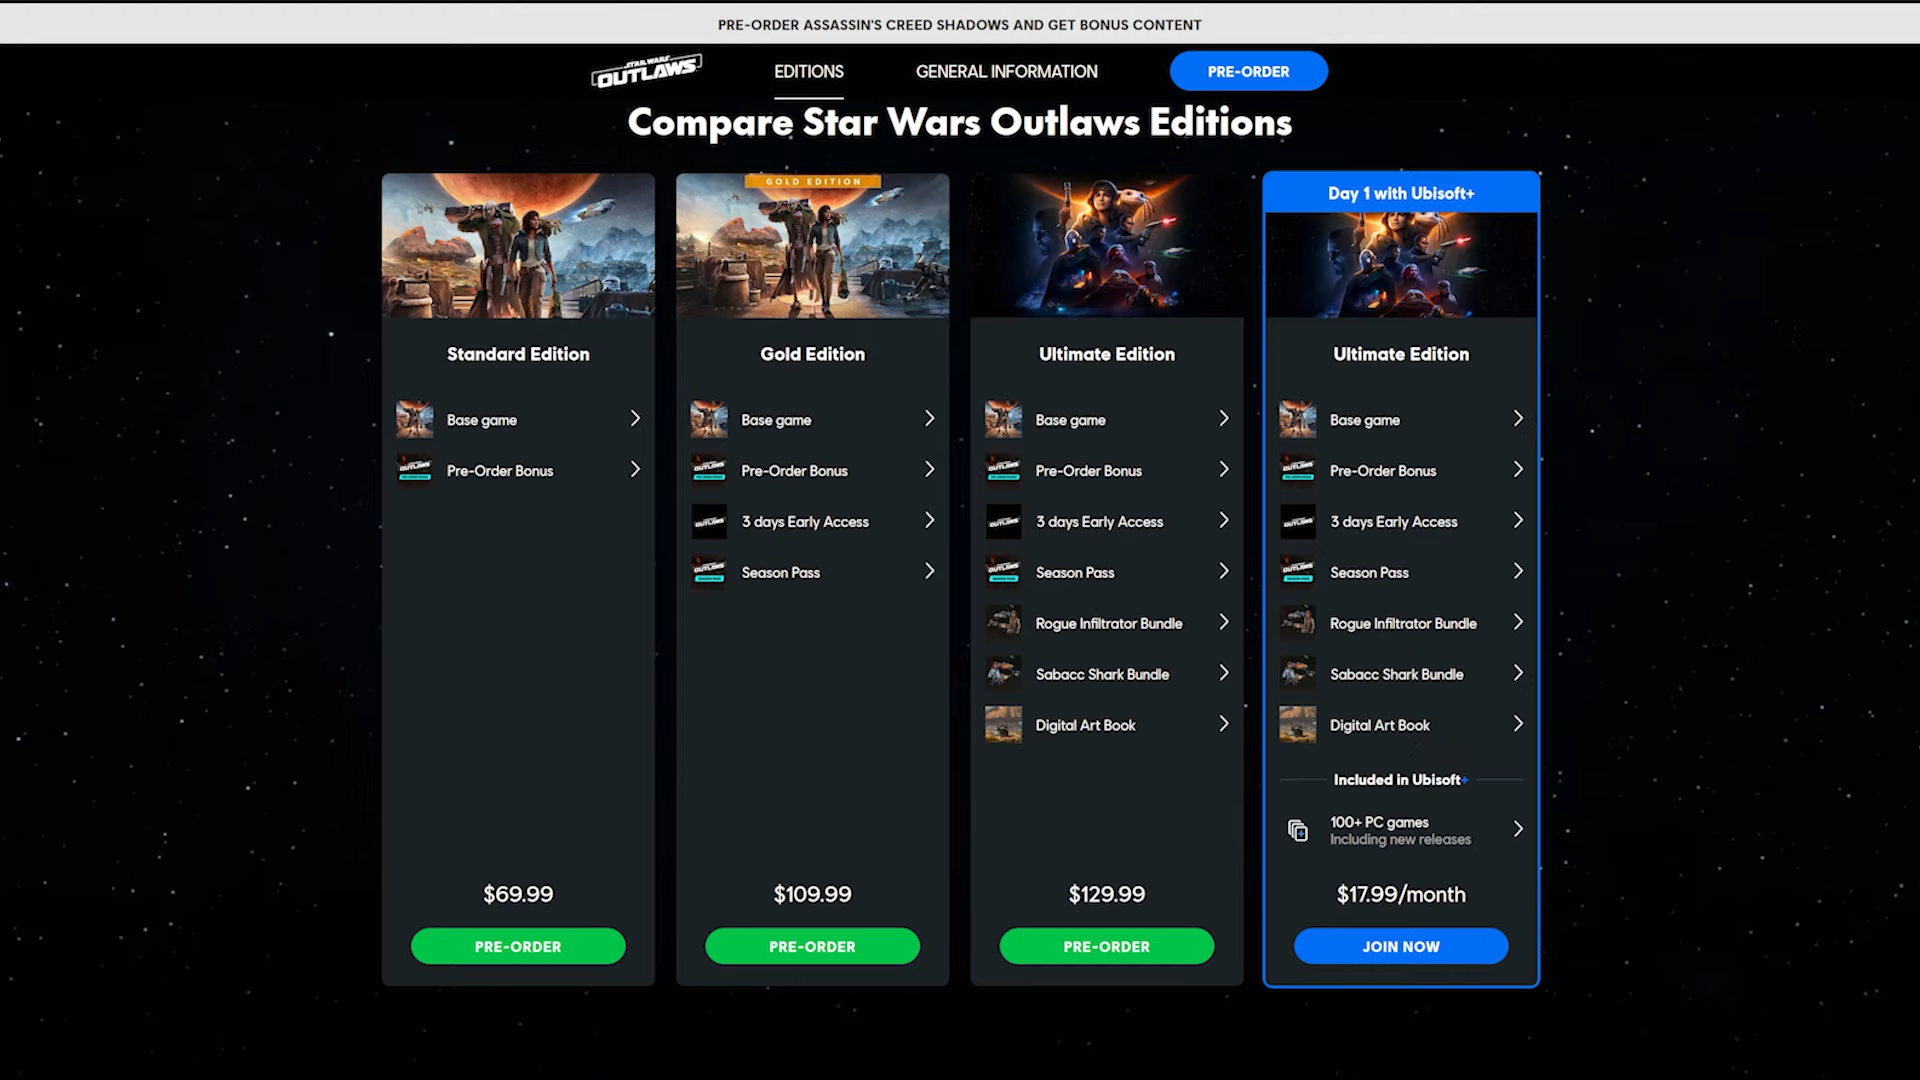 PRE-ORDER ASSASSIN'S CREED SHADOWS AND GET BONUS CONTENT
STAR WARS
OUTLAWS
EDITIONS
GENERAL INFORMATION
PRE-ORDER
Compare Star Wars Outlaws Editions
Standard Edition
Base game
Pre-Order Bonus
$69.99
PRE-ORDER
GOLD EDITION
Gold Edition
Base game
Pre-Order Bonus
3 days Early Access
Season Pass
$109.99
PRE-ORDER
Ultimate Edition
Base game
Pre-Order Bonus
3 days Early Access
Season Pass
Rogue Infiltrator Bundle
Sabacc Shark Bundle
Digital Art Book
$129.99
PRE-ORDER
Day 1 with Ubisoft+
Ultimate Edition
Base game
Pre-Order Bonus
3 days Early Access
Season Pass
Rogue Infiltrator Bundle
Sabacc Shark Bundle
Digital Art Book
Included in Ubisoft+
100+ PC games
Including new releases
$17.99/month
JOIN NOW